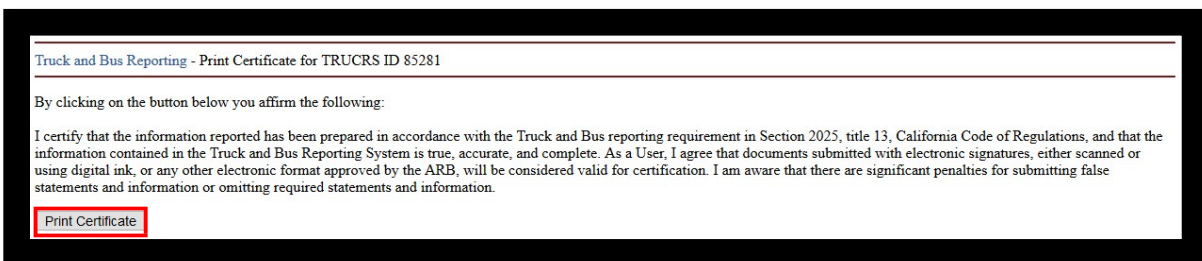 Truck and Bus Reporting - Print Certificate for TRUCRS ID 85281
By clicking on the button below you affirm the following:
I certify that the information reported has been prepared in accordance with the Truck and Bus reporting requirement in Section 2025, title 13, California Code of Regulations, and that the
information contained in the Truck and Bus Reporting System is true, accurate, and complete. As a User, I agree that documents submitted with electronic signatures, either scanned or
using digital ink, or any other electronic format approved by the ARB, will be considered valid for certification. I am aware that there are significant penalties for submitting false
statements and information or omitting required statements and information.
Print Certificate